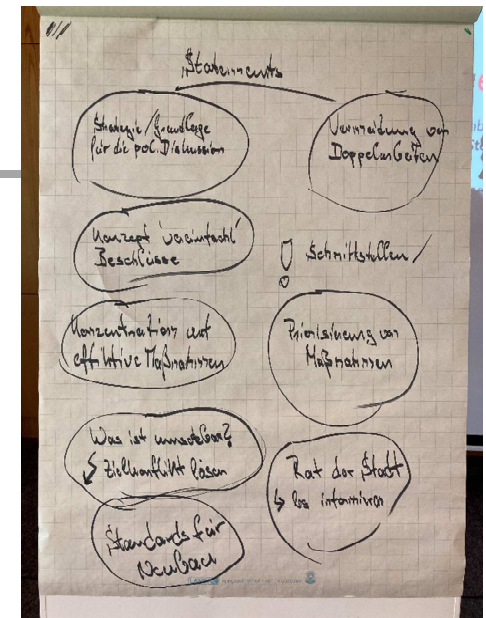 Statements
Strategie/Grundlage
für die pol. Diskussion
Vermeidung von
Doppelarbeiten
Konzept "vereinfacht"
Beschlüsse
! Schnittstellen/
Konzentration auf
effektive Maßnahmen
Priorisierung von
Maßnahmen
Was ist umsetzbar?
↳ Zielkonflikt lösen
Rat der Stadt
↳ informieren
Standards für
Neubau